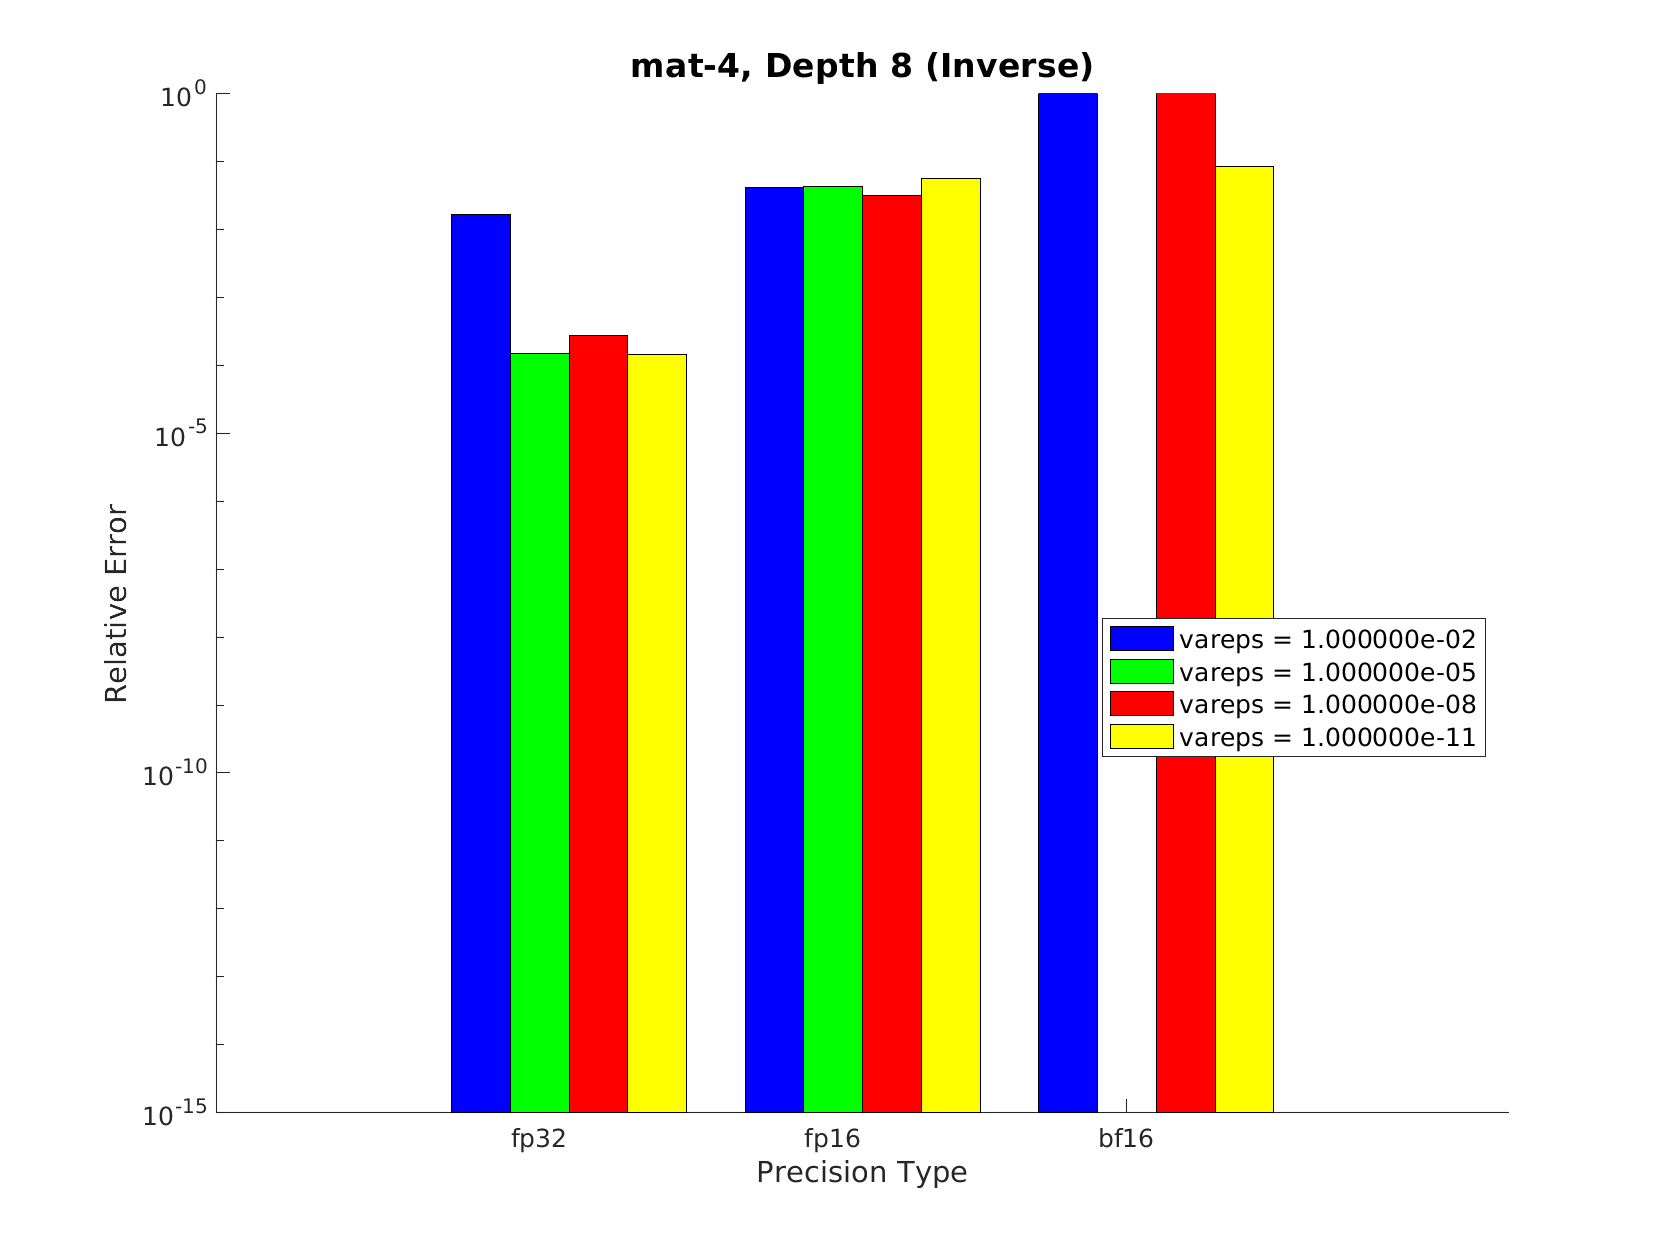 mat-4, Depth 8 (Inverse)
10^0
10^-5
10^-10
10^-15
Relative Error
vareps = 1.000000e-02
vareps = 1.000000e-05
vareps = 1.000000e-08
vareps = 1.000000e-11
fp32 fp16 bf16
Precision Type